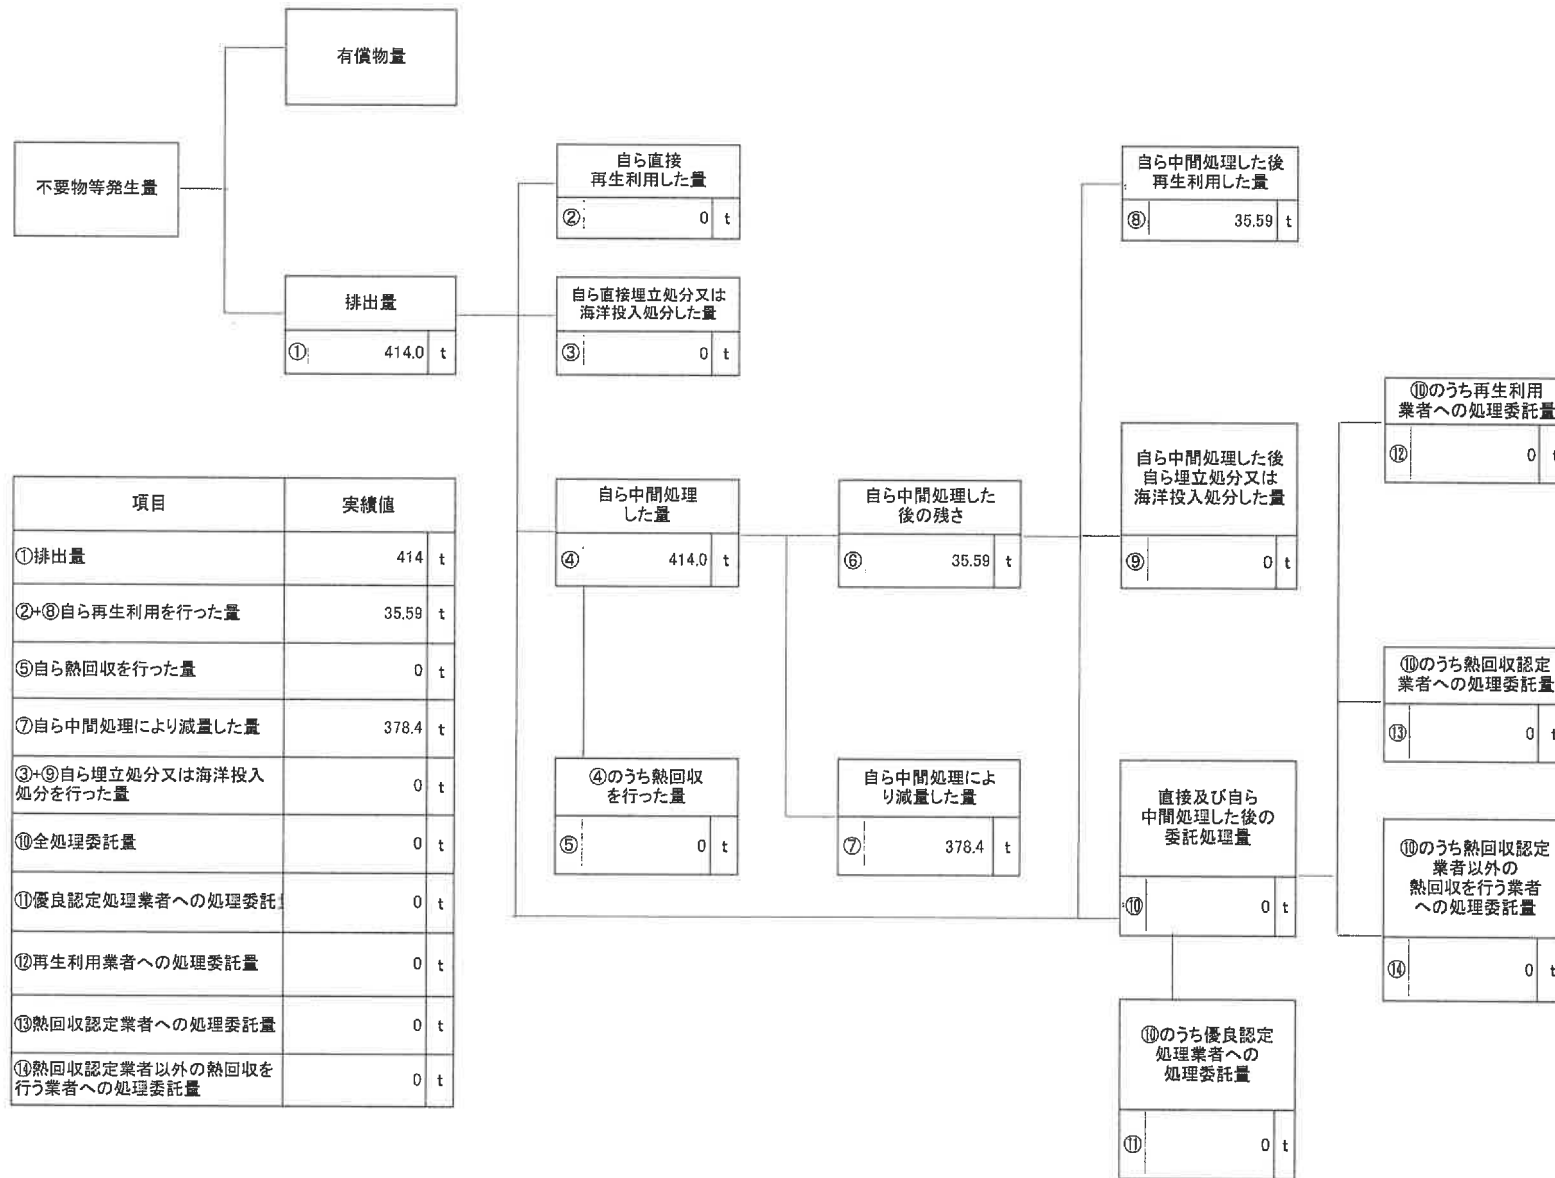 有償物量
不要物等発生量
排出量
① 414.0 t
自ら直接
再生利用した量
② 0 t
自ら直接埋立処分又は
海洋投入処分した量
③ 0 t
自ら中間処理
した量
④ 414.0 t
④のうち熱回収
を行った量
⑤ 0 t
自ら中間処理した
後の残さ
⑥ 35.59 t
自ら中間処理によ
り減量した量
⑦ 378.4 t
自ら中間処理した後
再生利用した量
⑧ 35.59 t
自ら中間処理した後
自ら埋立処分又は
海洋投入処分した量
⑨ 0 t
直接及び自ら
中間処理した後の
委託処理量
⑩ 0 t
⑩のうち優良認定
処理業者への
処理委託量
⑪ 0 t
⑩のうち再生利用
業者への処理委託量
⑫ 0 t
⑩のうち熱回収認定
業者への処理委託量
⑬ 0 t
⑩のうち熱回収認定
業者以外の
熱回収を行う業者
への処理委託量
⑭ 0 t
項目 実績値
①排出量 414 t
②+⑧自ら再生利用を行った量 35.59 t
⑤自ら熱回収を行った量 0 t
⑦自ら中間処理により減量した量 378.4 t
③+⑨自ら埋立処分又は海洋投入
処分を行った量 0 t
⑩全処理委託量 0 t
⑪優良認定処理業者への処理委託 0 t
⑫再生利用業者への処理委託量 0 t
⑬熱回収認定業者への処理委託量 0 t
⑭熱回収認定業者以外の熱回収を
行う業者への処理委託量 0 t